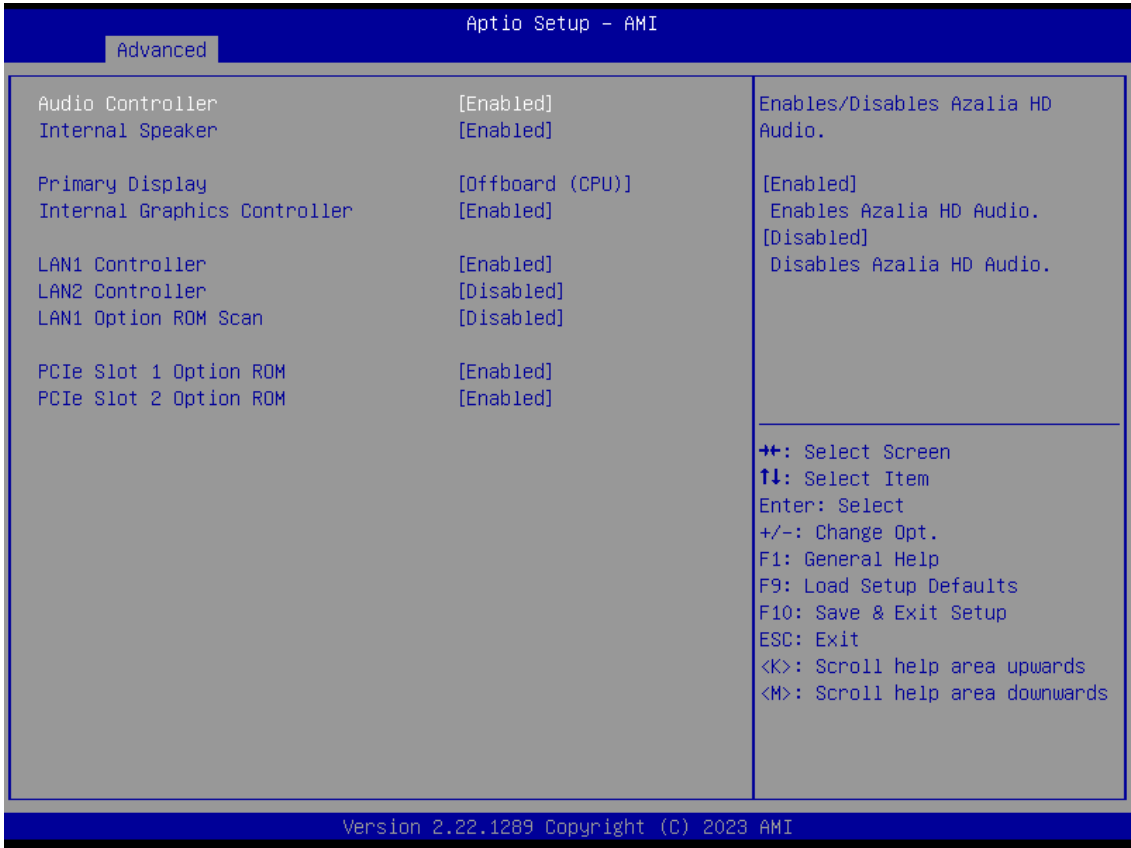 Aptio Setup – AMI
Advanced
Audio Controller [Enabled]
Internal Speaker [Enabled]
Primary Display [Offboard (CPU)]
Internal Graphics Controller [Enabled]
LAN1 Controller [Enabled]
LAN2 Controller [Disabled]
LAN1 Option ROM Scan [Disabled]
PCIe Slot 1 Option ROM [Enabled]
PCIe Slot 2 Option ROM [Enabled]
Enables/Disables Azalia HD
Audio.
[Enabled]
Enables Azalia HD Audio.
[Disabled]
Disables Azalia HD Audio.
→←: Select Screen
↑↓: Select Item
Enter: Select
+/-: Change Opt.
F1: General Help
F9: Load Setup Defaults
F10: Save & Exit Setup
ESC: Exit
<K>: Scroll help area upwards
<M>: Scroll help area downwards
Version 2.22.1289 Copyright (C) 2023 AMI